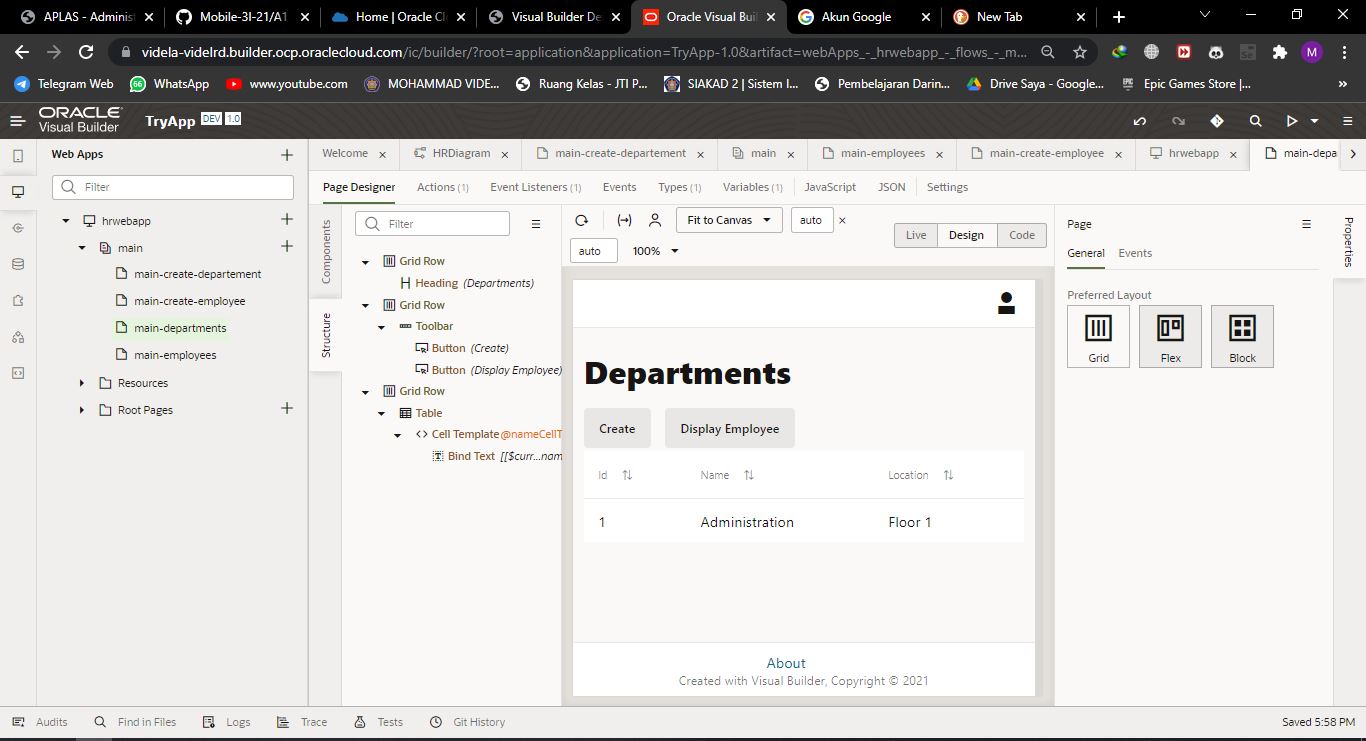 APLAS - Adminis
Mobile-3I-21/A1
Home | Oracle Cl
Visual Builder De
Oracle Visual Bui
Akun Google
New Tab
videla-videlrd.builder.ocp.oraclecloud.com/ic/builder/?root=application&application=TryApp-1.0&artifact=webApps_-_hrwebapp_-_flows_-_m...
M
Telegram Web
WhatsApp
www.youtube.com
MOHAMMAD VIDE...
Ruang Kelas - JTI P...
SIAKAD 2 | Sistem I...
Pembelajaran Darin...
Drive Saya - Google...
Epic Games Store |...
ORACLE
Visual Builder
TryApp DEV 1.0
Web Apps
Filter
hrwebapp
main
main-create-departement
main-create-employee
main-departments
main-employees
Resources
Root Pages
Welcome
HRDiagram
main-create-departement
main
main-employees
main-create-employee
hrwebapp
main-depa
Page Designer
Actions (1)
Event Listeners (1)
Events
Types (1)
Variables (1)
JavaScript
JSON
Settings
Components
Structure
Filter
Grid Row
Heading (Departments)
Grid Row
Toolbar
Button (Create)
Button (Display Employee)
Grid Row
Table
Cell Template @nameCellT
Bind Text [[$curr...nam
Fit to Canvas
auto
auto
100%
Live
Design
Code
Departments
Create
Display Employee
Id
Name
Location
1
Administration
Floor 1
About
Created with Visual Builder, Copyright © 2021
Page
General
Events
Preferred Layout
Grid
Flex
Block
Properties
Audits
Find in Files
Logs
Trace
Tests
Git History
Saved 5:58 PM